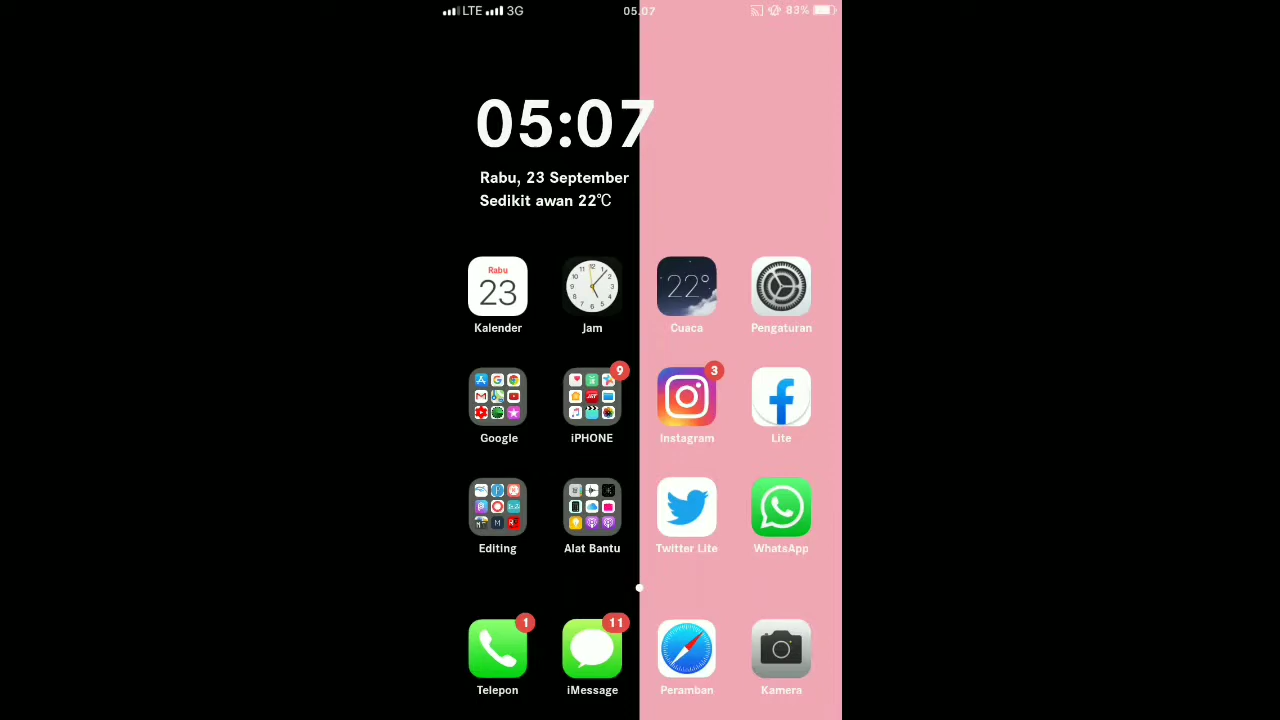 LTE 3G 05.07 83%
05:07
Rabu, 23 September
Sedikit awan 22°C
Rabu
23
22°
Kalender Jam Cuaca Pengaturan
9 3
Google iPHONE Instagram Lite
Editing Alat Bantu Twitter Lite WhatsApp
1 11
Telepon iMessage Peramban Kamera